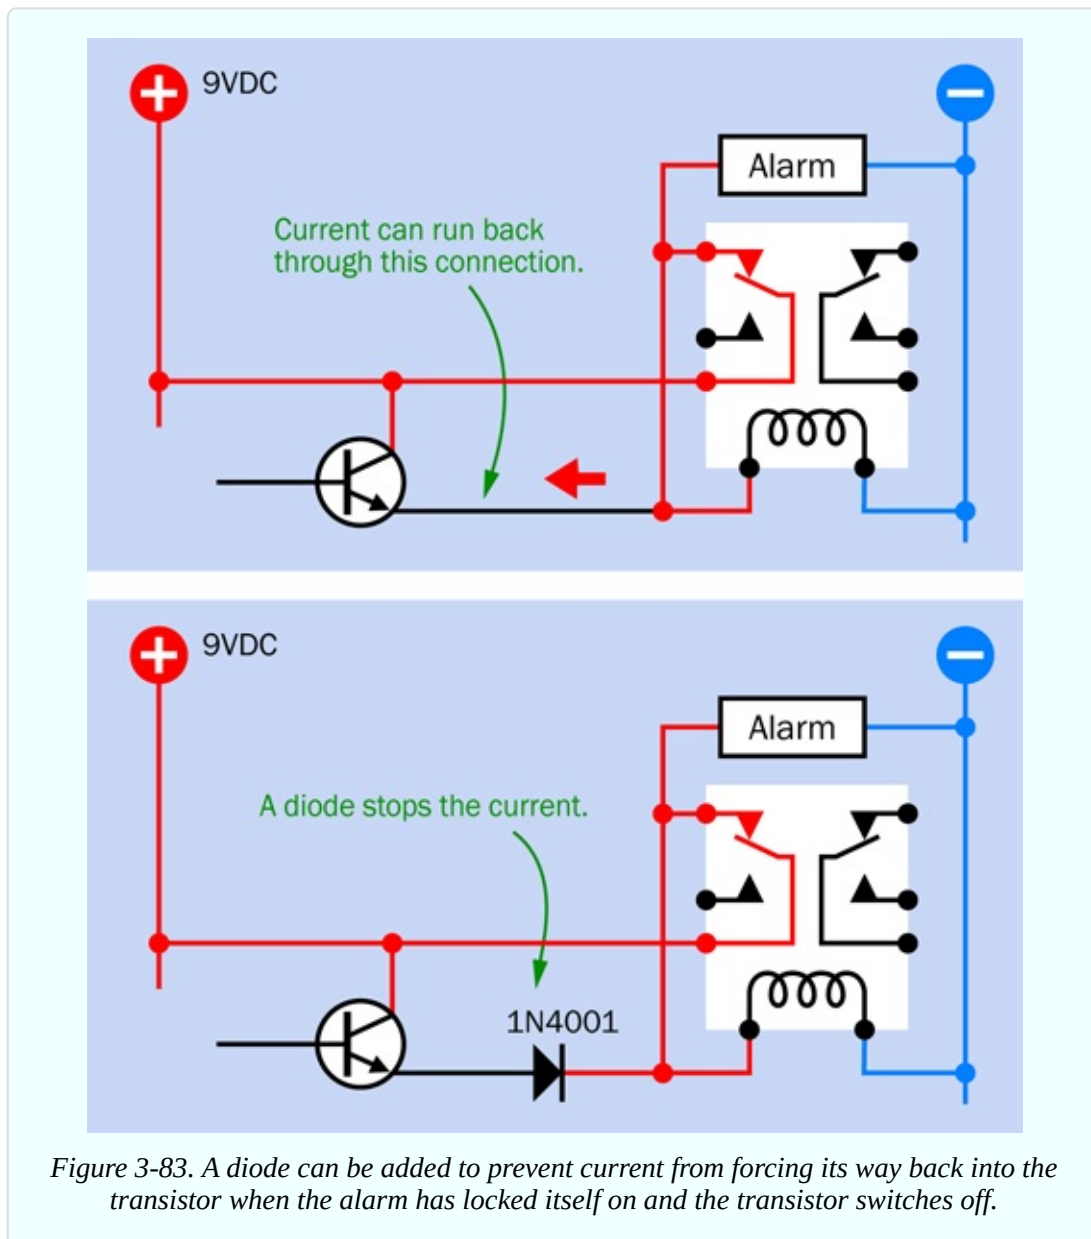 9VDC
Alarm
Current can run back
through this connection.
9VDC
Alarm
A diode stops the current.
1N4001
Figure 3-83. A diode can be added to prevent current from forcing its way back into the
transistor when the alarm has locked itself on and the transistor switches off.